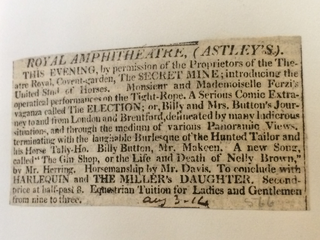 ROYAL AMPHITHEATRE, (ASTLEY'S.).
THIS EVENING, by permission of the Proprietors of the The-
atre Royal, Covent-garden, The SECRET MINE; introducing the
United Stud of Horses. Monsieur and Mademoiselle Forzi's
operatical performances on the Tight-Rope. A Serious Comic Extra-
vaganza called The ELECTION; or, Billy and Mrs. Button's Jour-
ney to and from London and Brentford, delineated by many ludicrous
situations, and through the medium of various Panoramic Views,
terminating with the laughable Burlesque of the Hunted Tailor and
his Horse Tally-Ho. Billy Button, Mr. Makeen. A new Song,
called "The Gin Shop, or the Life and Death of Nelly Brown,"
by Mr. Herring. Horsemanship by Mr. Davis. To conclude with
HARLEQUIN and THE MILLER'S DAUGHTER. Second-
price at half-past 8. Equestrian Tuition for Ladies and Gentlemen
from nine to three.